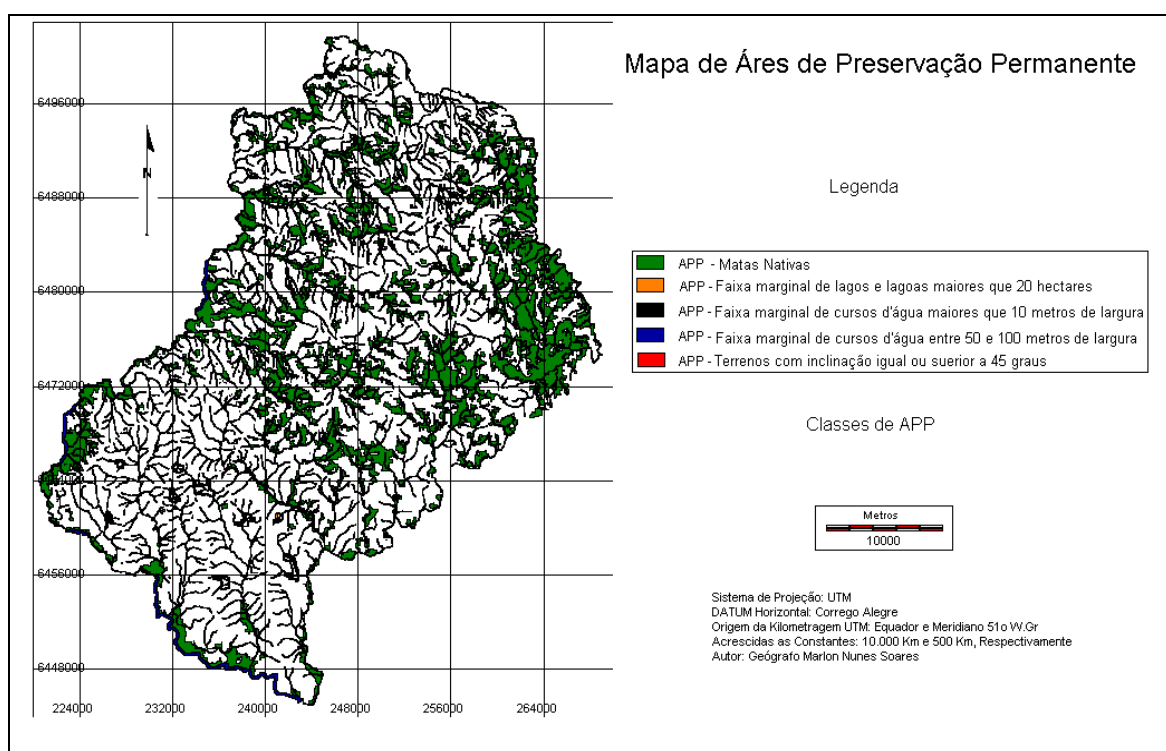 Mapa de Áres de Preservação Permanente
6496000
N
6488000
Legenda
APP - Matas Nativas
6480000
APP - Faixa marginal de lagos e lagoas maiores que 20 hectares
APP - Faixa marginal de cursos d'água maiores que 10 metros de largura
APP - Faixa marginal de cursos d'água entre 50 e 100 metros de largura
APP - Terrenos com inclinação igual ou suerior a 45 graus
6472000
Classes de APP
Metros
10000
6456000
Sistema de Projeção: UTM
DATUM Horizontal: Corrego Alegre
Origem da Kilometragem UTM: Equador e Meridiano 51o W.Gr
Acrescidas as Constantes: 10.000 Km e 500 Km, Respectivamente
Autor: Geógrafo Marlon Nunes Soares
6448000
224000 232000 240000 248000 256000 264000